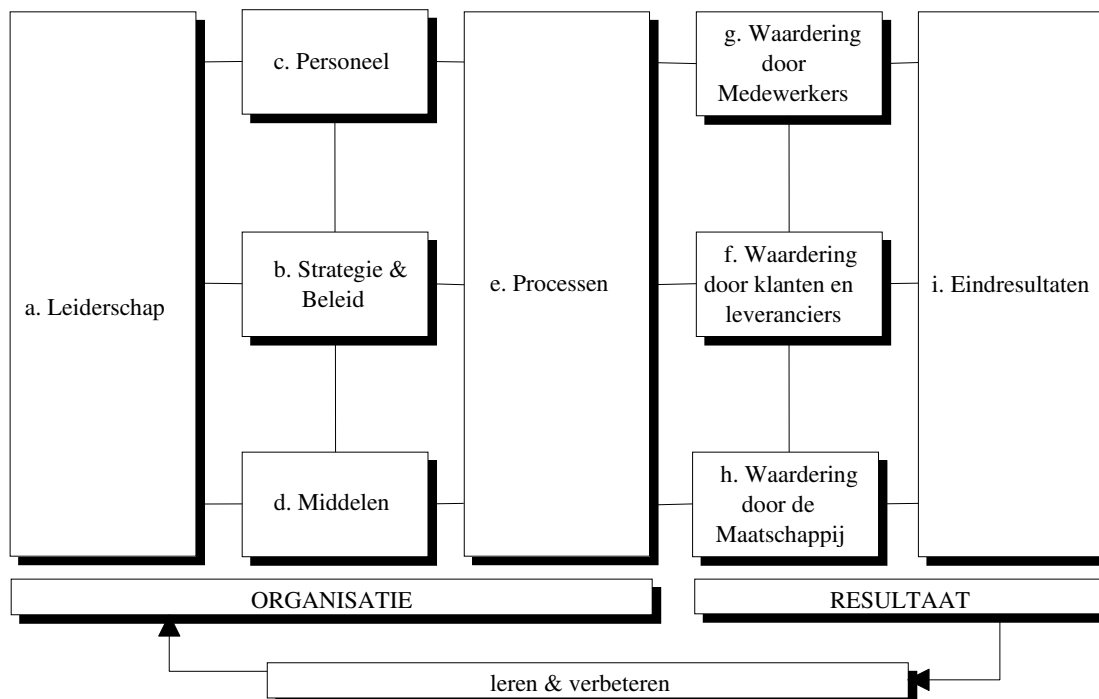 a. Leiderschap
c. Personeel
b. Strategie &
Beleid
d. Middelen
e. Processen
g. Waardering
door
Medewerkers
f. Waardering
door klanten en
leveranciers
h. Waardering
door de
Maatschappij
i. Eindresultaten
ORGANISATIE
RESULTAAT
leren & verbeteren